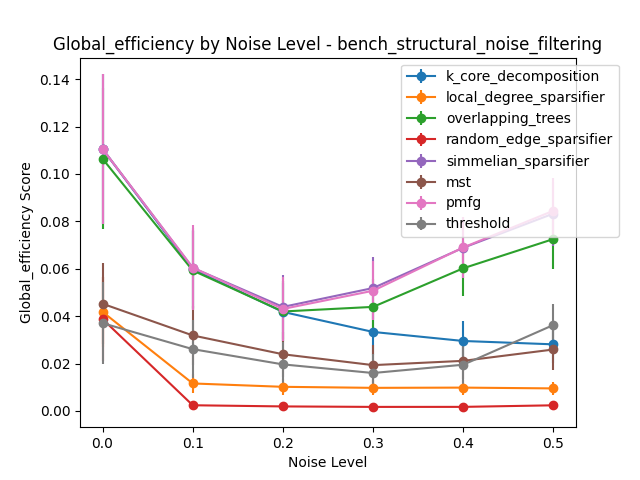 Global_efficiency by Noise Level - bench_structural_noise_filtering
Global_efficiency Score
0.14
0.12
0.10
0.08
0.06
0.04
0.02
0.00
k_core_decomposition
local_degree_sparsifier
overlapping_trees
random_edge_sparsifier
simmelian_sparsifier
mst
pmfg
threshold
0.0 0.1 0.2 0.3 0.4 0.5
Noise Level